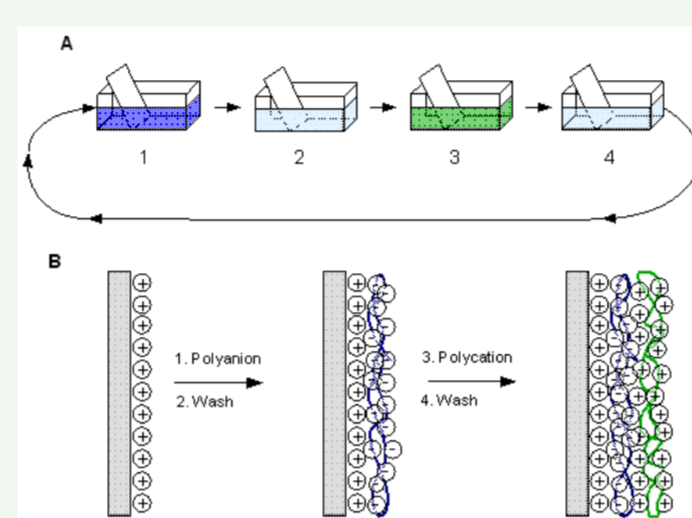 A
1 2 3 4
B
1. Polyanion
2. Wash
3. Polycation
4. Wash